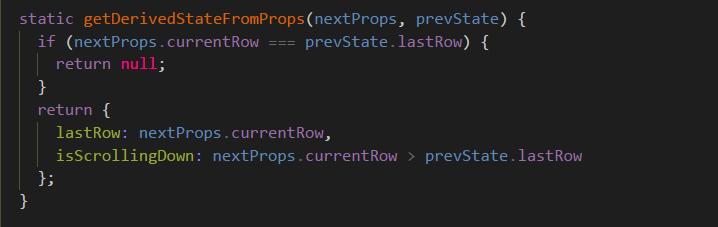 static getDerivedStateFromProps(nextProps, prevState) {
  if (nextProps.currentRow === prevState.lastRow) {
    return null;
  }
  return {
    lastRow: nextProps.currentRow,
    isScrollingDown: nextProps.currentRow > prevState.lastRow
  };
}